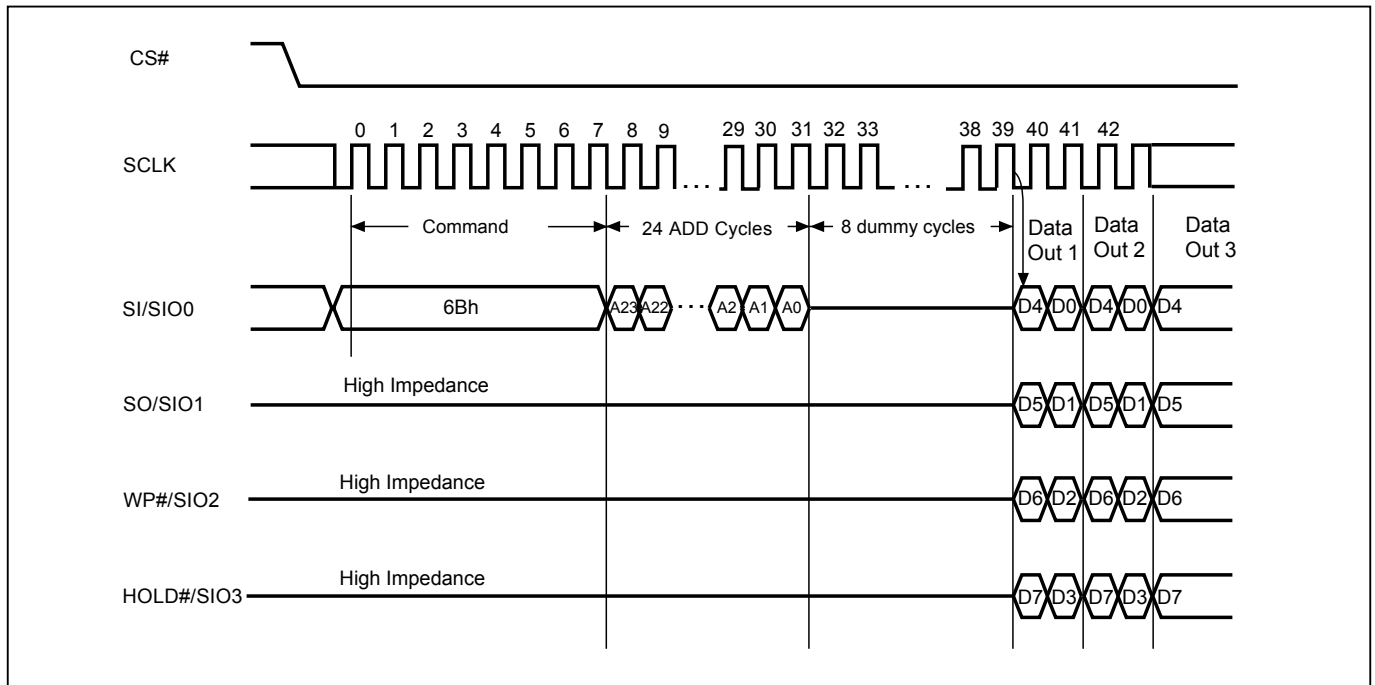 CS#
0 1 2 3 4 5 6 7 8 9 29 30 31 32 33 38 39 40 41 42
SCLK
. . . . . .
Command 24 ADD Cycles 8 dummy cycles Data Out 1 Data Out 2 Data Out 3
SI/SIO0 6Bh A23 A22 . . . A2 A1 A0 D4 D0 D4 D0 D4
High Impedance
SO/SIO1 D5 D1 D5 D1 D5
High Impedance
WP#/SIO2 D6 D2 D6 D2 D6
High Impedance
HOLD#/SIO3 D7 D3 D7 D3 D7